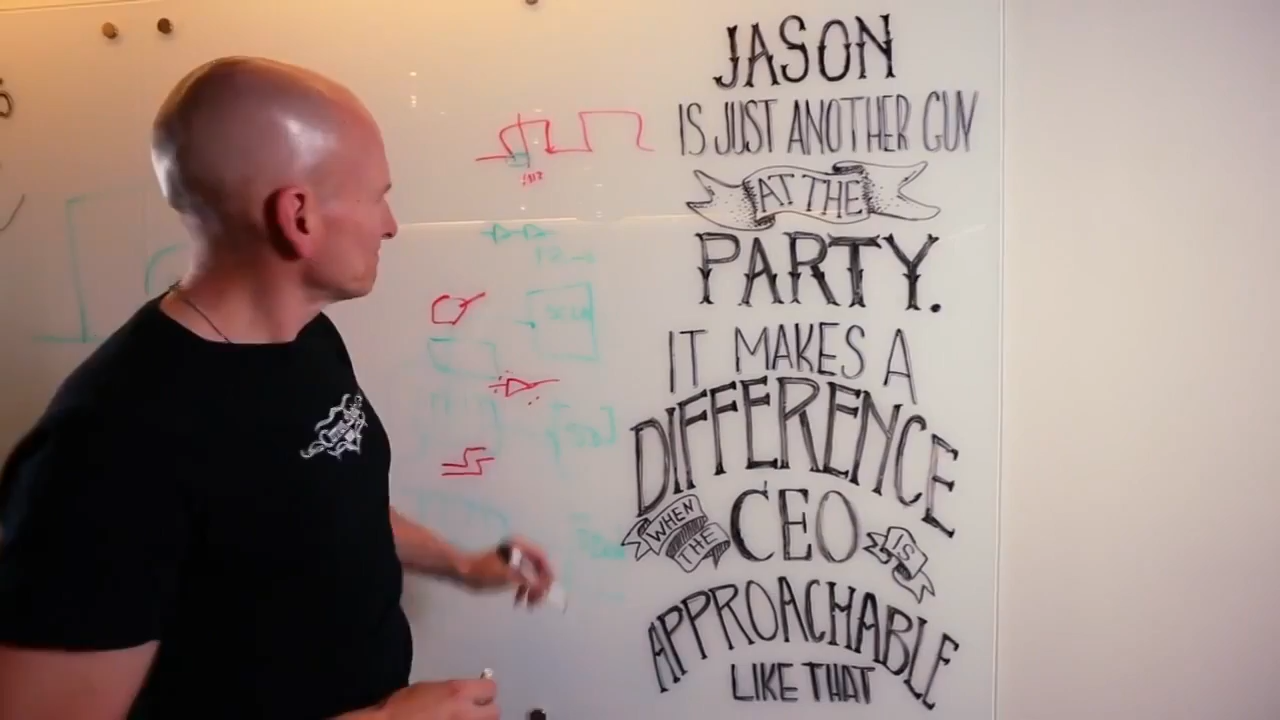 JASON
IS JUST ANOTHER GUY
AT THE
PARTY.
IT MAKES A
DIFFERENCE
WHEN THE
CEO
IS
APPROACHABLE
LIKE THAT